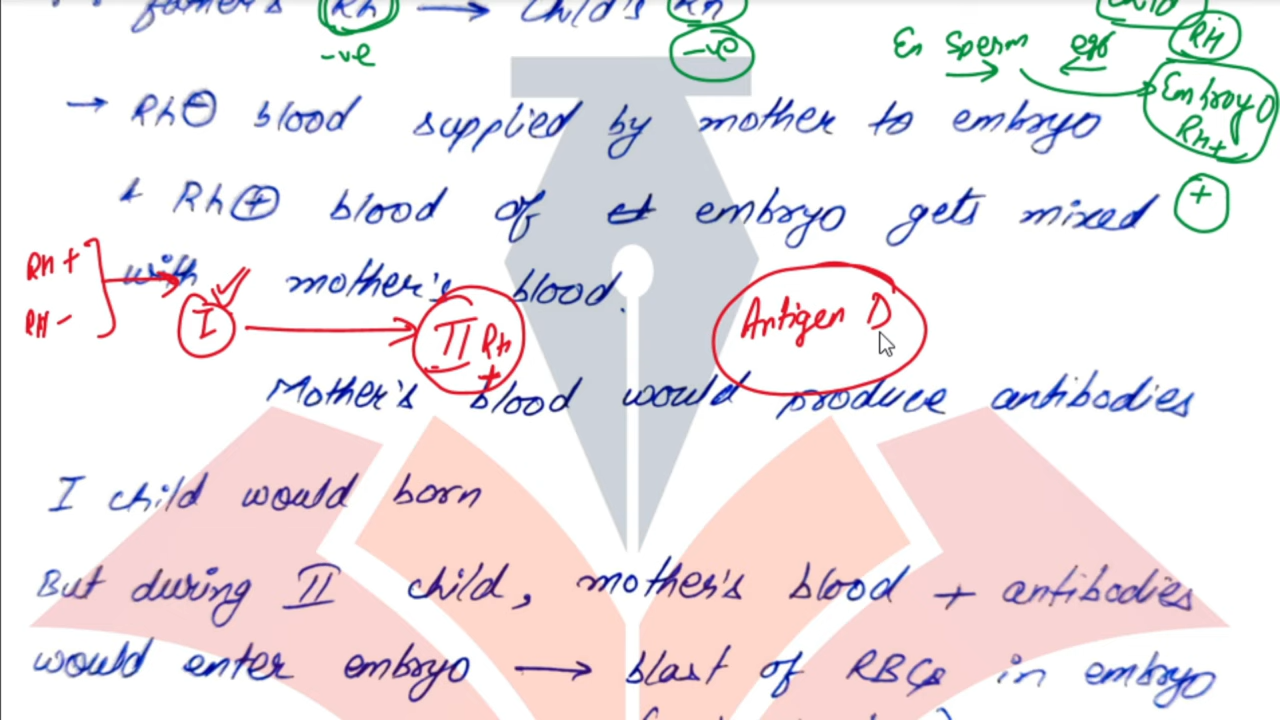 father's Rh → Child's Rh
-ve -ve
En Sperm egg RH
→ Rh⊖ blood supplied by mother to embryo
Embroyo
Rh+
& Rh⊕ blood of embryo gets mixed +
with mother's blood.
Rh+
RH-
I → II Rh
+
Antigen D
Mother's blood would produce antibodies
I child would born
But during II child, mother's blood + antibodies
would enter embryo → blast of RBCs in embryo